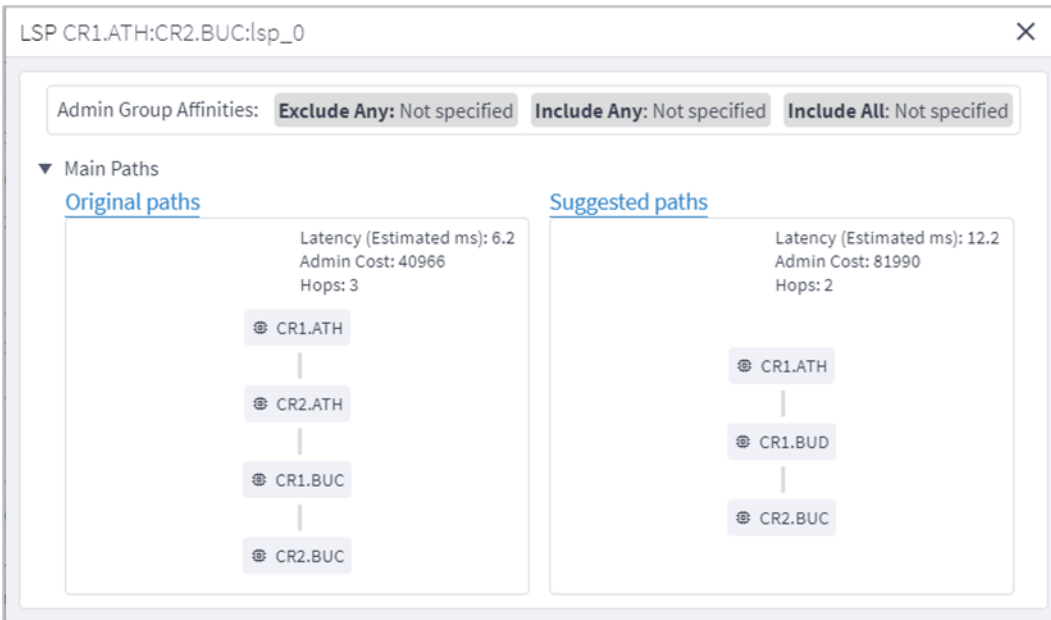 LSP CR1.ATH:CR2.BUC:lsp_0
Admin Group Affinities: Exclude Any: Not specified Include Any: Not specified Include All: Not specified
Main Paths
Original paths
Latency (Estimated ms): 6.2
Admin Cost: 40966
Hops: 3
CR1.ATH
CR2.ATH
CR1.BUC
CR2.BUC
Suggested paths
Latency (Estimated ms): 12.2
Admin Cost: 81990
Hops: 2
CR1.ATH
CR1.BUD
CR2.BUC